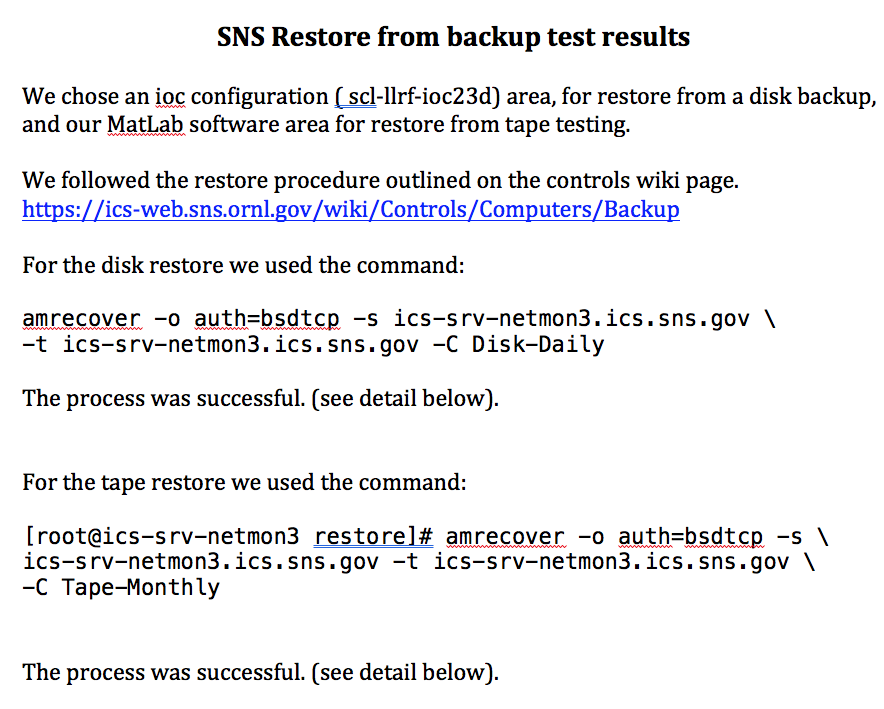 SNS Restore from backup test results
We chose an ioc configuration ( scl-llrf-ioc23d) area, for restore from a disk backup,
and our MatLab software area for restore from tape testing.
We followed the restore procedure outlined on the controls wiki page.
https://ics-web.sns.ornl.gov/wiki/Controls/Computers/Backup
For the disk restore we used the command:
amrecover –o auth=bsdtcp –s ics-srv-netmon3.ics.sns.gov \
–t ics-srv-netmon3.ics.sns.gov –C Disk-Daily
The process was successful. (see detail below).
For the tape restore we used the command:
[root@ics-srv-netmon3 restore]# amrecover –o auth=bsdtcp –s \
ics-srv-netmon3.ics.sns.gov –t ics-srv-netmon3.ics.sns.gov \
–C Tape–Monthly
The process was successful. (see detail below).